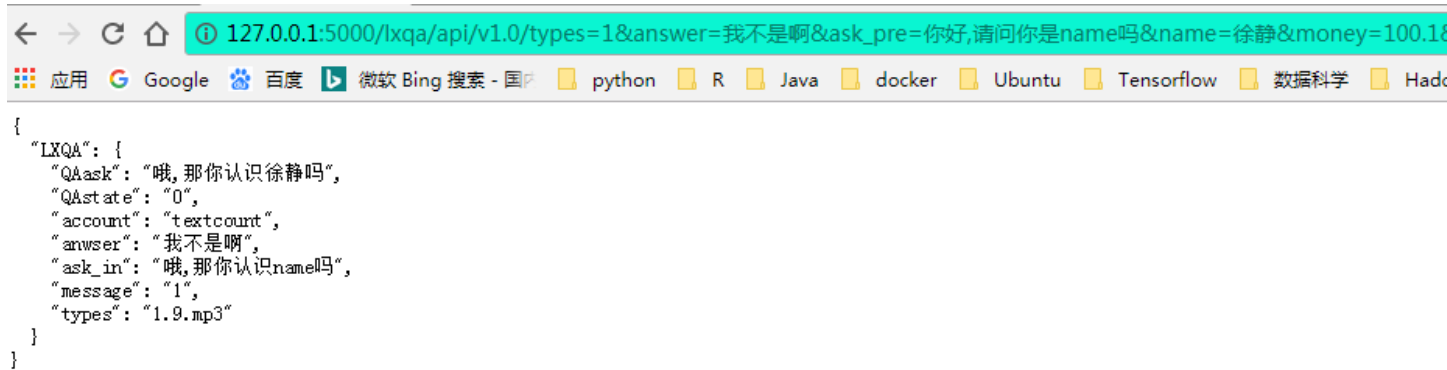 127.0.0.1:5000/lxqa/api/v1.0/types=1&answer=我不是啊&ask_pre=你好,请问你是name吗&name=徐静&money=100.1&
应用 Google 百度 微软 Bing 搜索 - 国内 python R Java docker Ubuntu Tensorflow 数据科学 Hado
{
"LXQA": {
"QAask": "哦,那你认识徐静吗",
"QAstate": "0",
"account": "textcount",
"anwser": "我不是啊",
"ask_in": "哦,那你认识name吗",
"message": "1",
"types": "1.9.mp3"
}
}